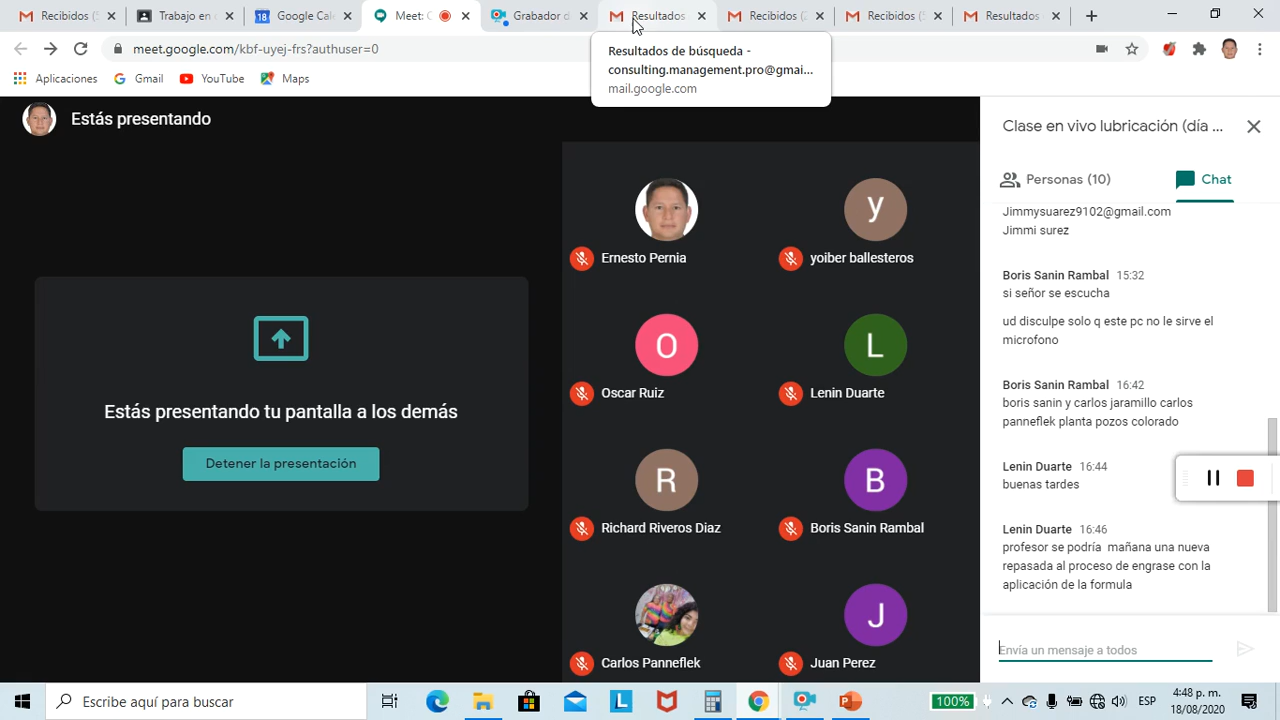 Recibidos (5
Trabajo en c
18
Google Cale
Meet: C
Grabador d
Resultados
Recibidos (2
Recibidos (
Resultados
meet.google.com/kbf-uyej-frs?authuser=0
Aplicaciones
Gmail
YouTube
Maps
Resultados de búsqueda -
consulting.management.pro@gmai...
mail.google.com
Estás presentando
Estás presentando tu pantalla a los demás
Detener la presentación
Ernesto Pernia
y
yoiber ballesteros
O
Oscar Ruiz
L
Lenin Duarte
R
Richard Riveros Diaz
B
Boris Sanin Rambal
Carlos Panneflek
J
Juan Perez
Clase en vivo lubricación (día ...
Personas (10)
Chat
Jimmysuarez9102@gmail.com
Jimmi surez
Boris Sanin Rambal 15:32
si señor se escucha
ud disculpe solo q este pc no le sirve el
microfono
Boris Sanin Rambal 16:42
boris sanin y carlos jaramillo carlos
panneflek planta pozos colorado
Lenin Duarte 16:44
buenas tardes
Lenin Duarte 16:46
profesor se podría mañana una nueva
repasada al proceso de engrase con la
aplicación de la formula
Envía un mensaje a todos
Escribe aquí para buscar
100%
ESP
4:48 p. m.
18/08/2020